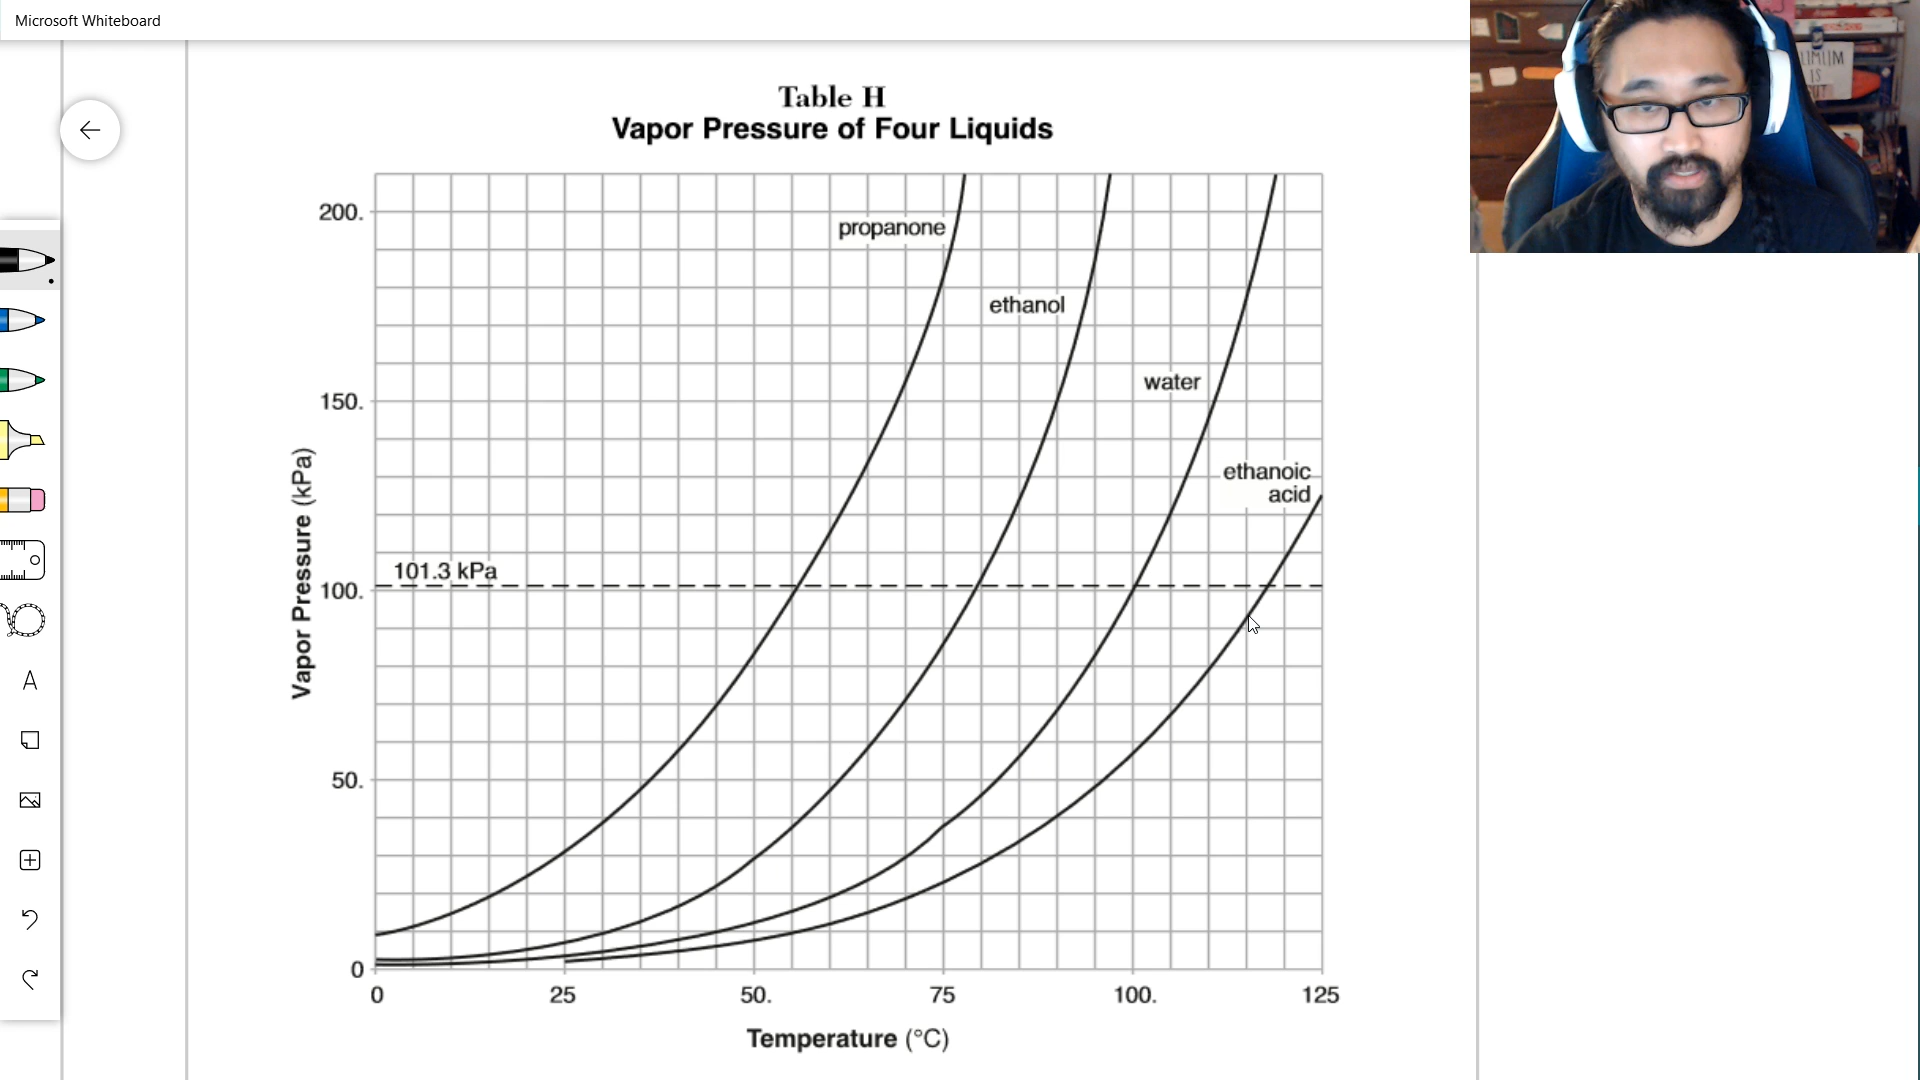 Microsoft Whiteboard
Table H
Vapor Pressure of Four Liquids
200.
150.
100.
50.
0
Vapor Pressure (kPa)
propanone
ethanol
water
ethanoic
acid
101.3 kPa
0
25
50.
75
100.
125
Temperature (°C)
A
IS